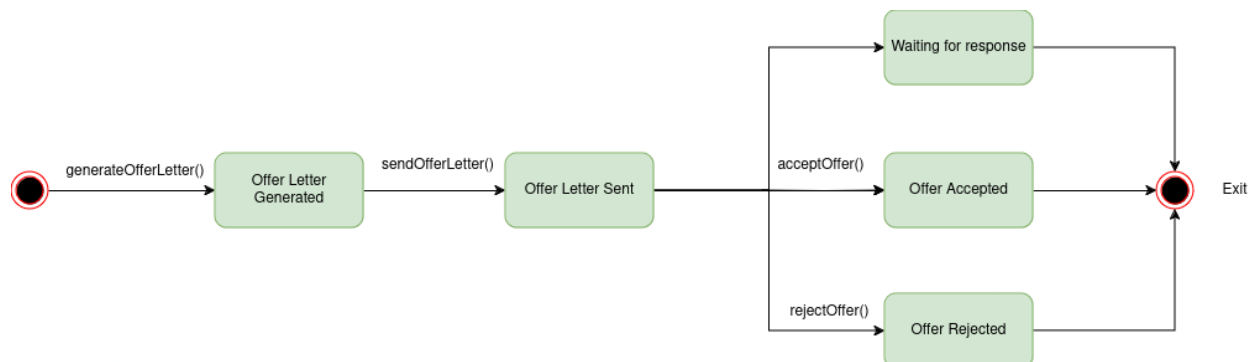 Waiting for response
generateOfferLetter()
sendOfferLetter()
acceptOffer()
Offer Letter
Generated
Offer Letter Sent
Offer Accepted
Exit
rejectOffer()
Offer Rejected